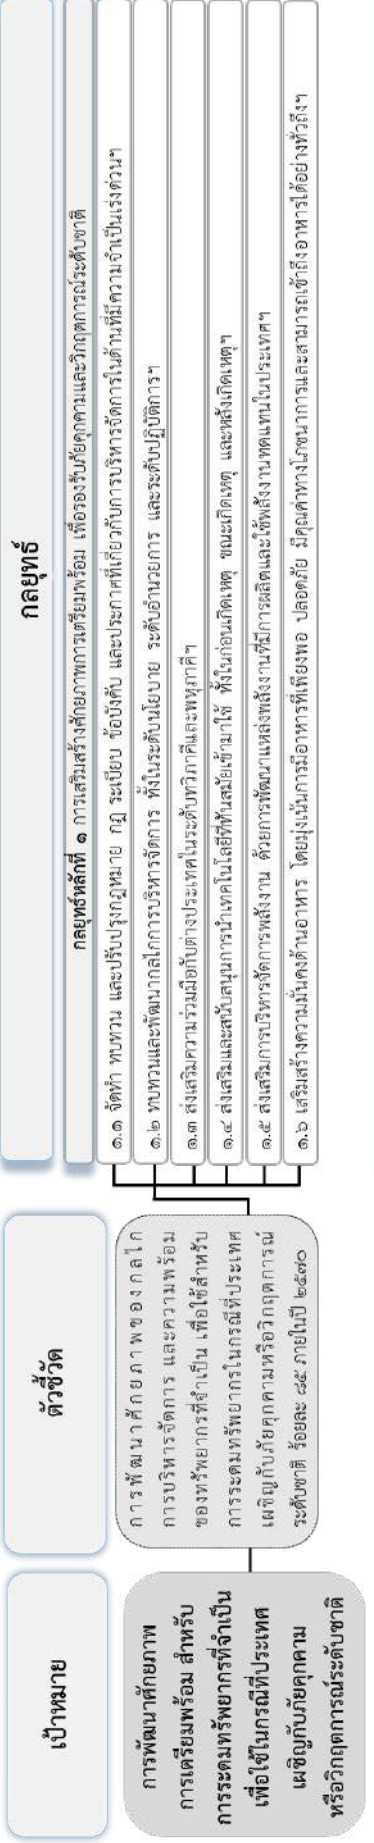 เป้าหมาย
ตัวชี้วัด
กลยุทธ์
การพัฒนาศักยภาพ
การเตรียมพร้อม สำหรับ
การระดมทรัพยากรที่จำเป็น
เพื่อใช้ในกรณีที่ประเทศ
เผชิญกับภัยคุกคาม
หรือวิกฤตการณ์ระดับชาติ
การพัฒนาศักยภาพของกลไก
การบริหารจัดการ และความพร้อม
ของทรัพยากรที่จำเป็น เพื่อใช้สำหรับ
การระดมทรัพยากรในกรณีที่ประเทศ
เผชิญกับภัยคุกคามหรือวิกฤตการณ์
ระดับชาติ ร้อยละ ๘๕ ภายในปี ๒๕๗๐
กลยุทธ์หลักที่ ๑ การเสริมสร้างศักยภาพการเตรียมพร้อม เพื่อรองรับภัยคุกคามและวิกฤตการณ์ระดับชาติ
๑.๑ จัดทำ ทบทวน และปรับปรุงกฎหมาย กฎ ระเบียบ ข้อบังคับ และประกาศที่เกี่ยวกับการบริหารจัดการในด้านที่มีความจำเป็นเร่งด่วนฯ
๑.๒ ทบทวนและพัฒนากลไกการบริหารจัดการ ทั้งในระดับนโยบาย ระดับอำนวยการ และระดับปฏิบัติการฯ
๑.๓ ส่งเสริมความร่วมมือกับต่างประเทศในระดับทวิภาคีและพหุภาคีฯ
๑.๔ ส่งเสริมและสนับสนุนการนำเทคโนโลยีที่ทันสมัยเข้ามาใช้ ทั้งในก่อนเกิดเหตุ ขณะเกิดเหตุ และหลังเกิดเหตุฯ
๑.๕ ส่งเสริมการบริหารจัดการพลังงาน ด้วยการพัฒนาแหล่งพลังงานที่มีการผลิตและใช้พลังงานทดแทนในประเทศฯ
๑.๖ เสริมสร้างความมั่นคงด้านอาหาร โดยมุ่งเน้นการมีอาหารที่เพียงพอ ปลอดภัย มีคุณค่าทางโภชนาการและสามารถเข้าถึงอาหารได้อย่างทั่วถึงฯ